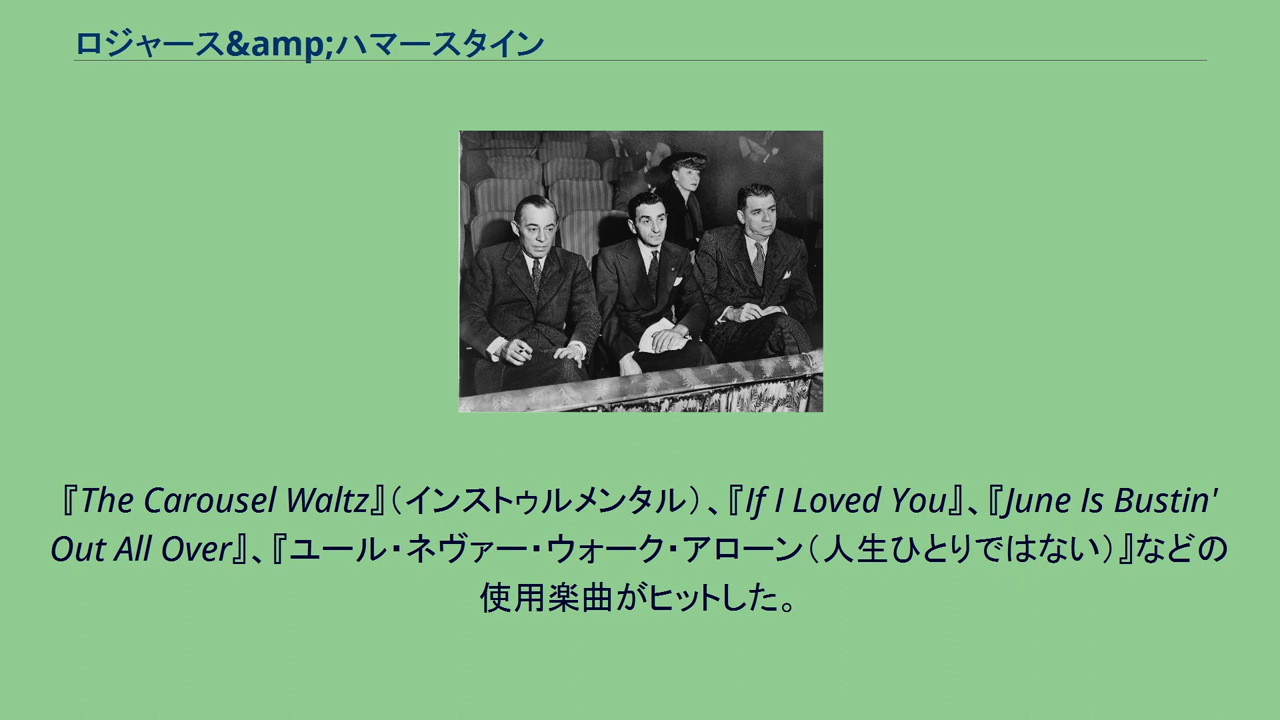 ロジャース&amp;ハマースタイン
『The Carousel Waltz』（インストゥルメンタル）、『If I Loved You』、『June Is Bustin'
Out All Over』、『ユール・ネヴァー・ウォーク・アローン（人生ひとりではない）』などの
使用楽曲がヒットした。